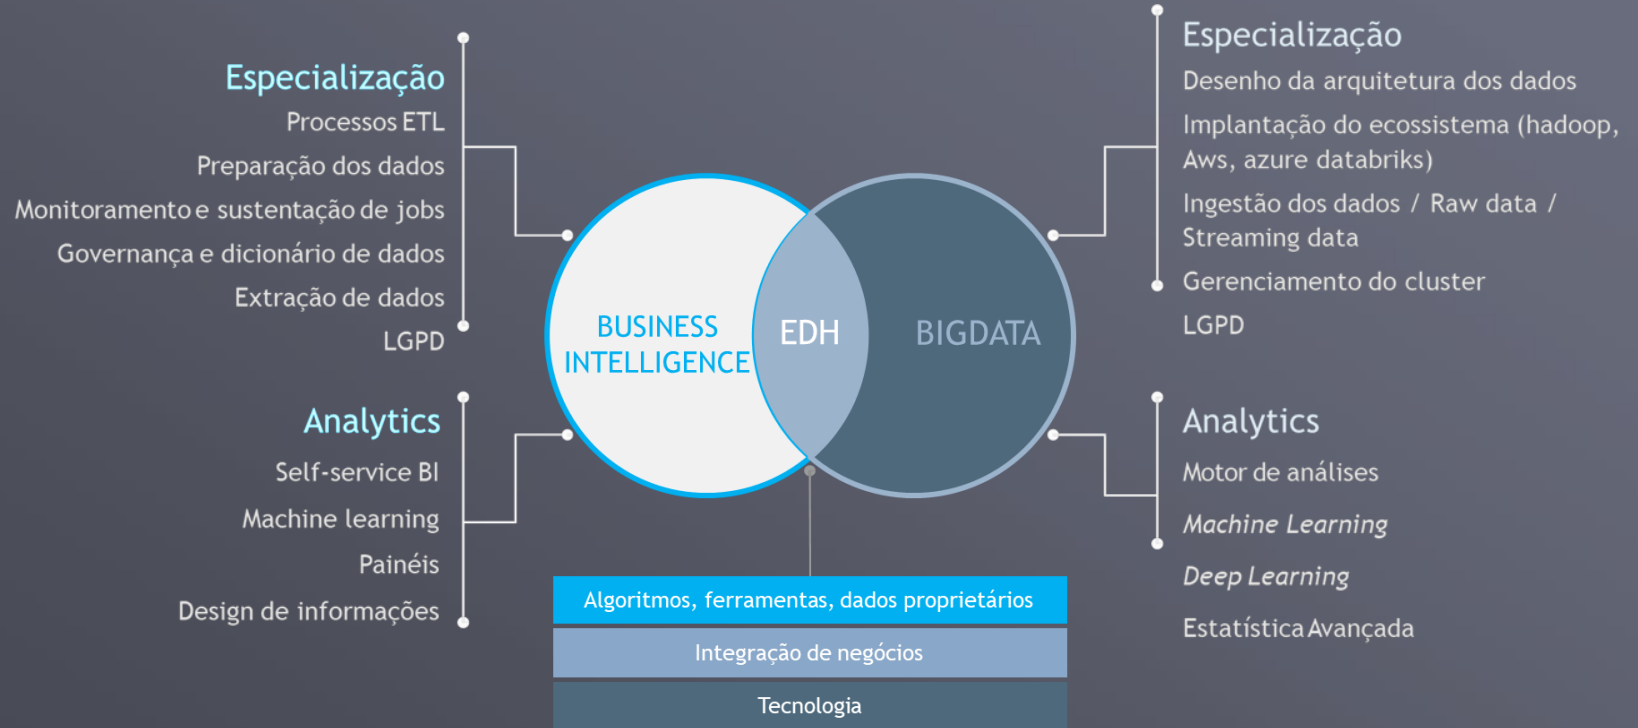 Especialização
Processos ETL
Preparação dos dados
Monitoramento e sustentação de jobs
Governança e dicionário de dados
Extração de dados
LGPD
Analytics
Self-service BI
Machine learning
Painéis
Design de informações
BUSINESS
INTELLIGENCE
EDH
BIGDATA
Algoritmos, ferramentas, dados proprietários
Integração de negócios
Tecnologia
Especialização
Desenho da arquitetura dos dados
Implantação do ecossistema (hadoop,
Aws, azure databriks)
Ingestão dos dados / Raw data /
Streaming data
Gerenciamento do cluster
LGPD
Analytics
Motor de análises
Machine Learning
Deep Learning
Estatística Avançada